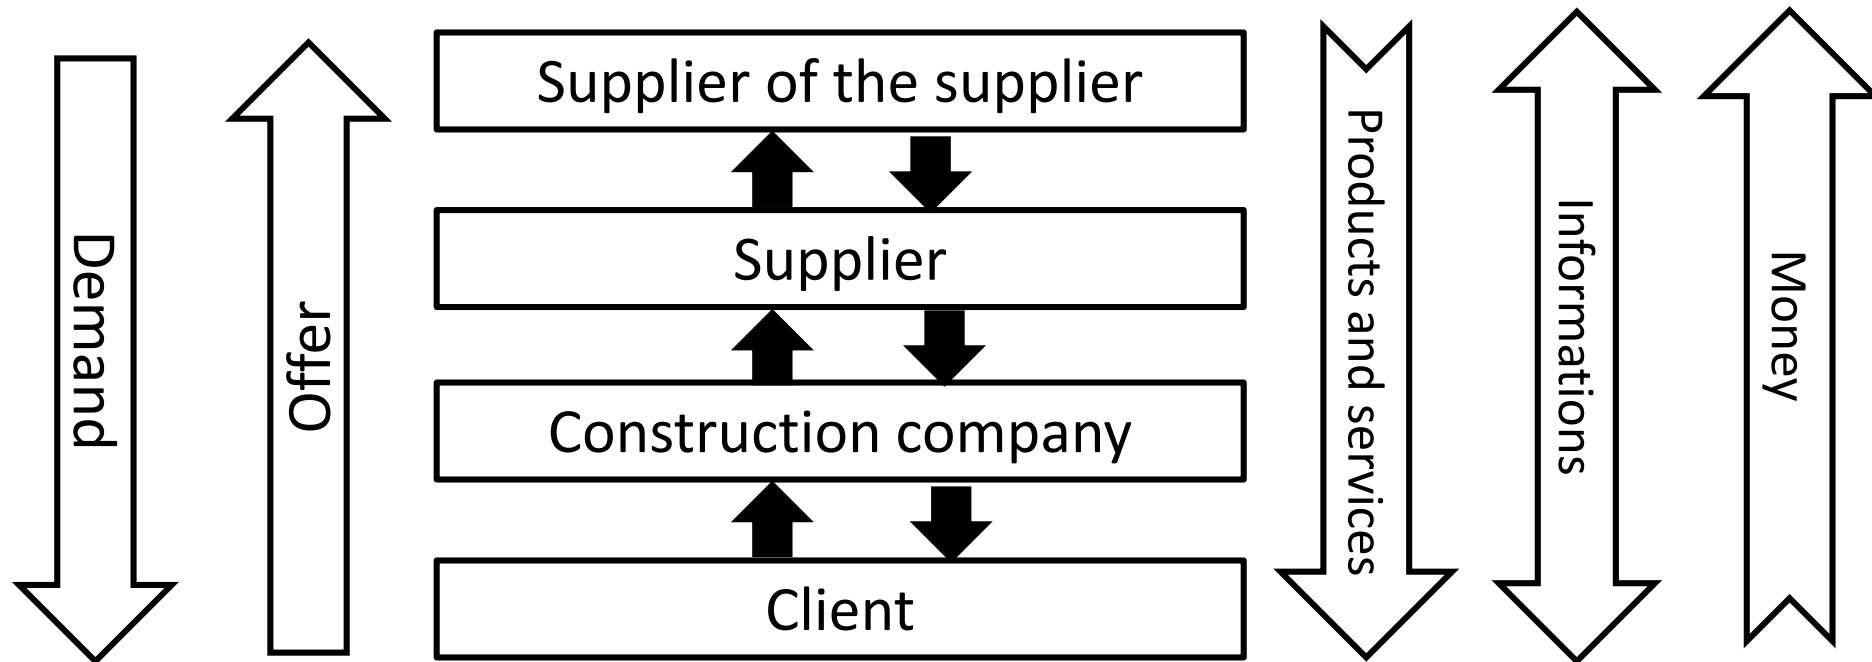 Demand
Offer
Supplier of the supplier
Supplier
Construction company
Client
Products and services
Informations
Money